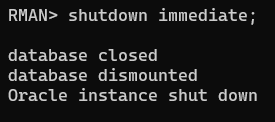 RMAN> shutdown immediate;
database closed
database dismounted
Oracle instance shut down